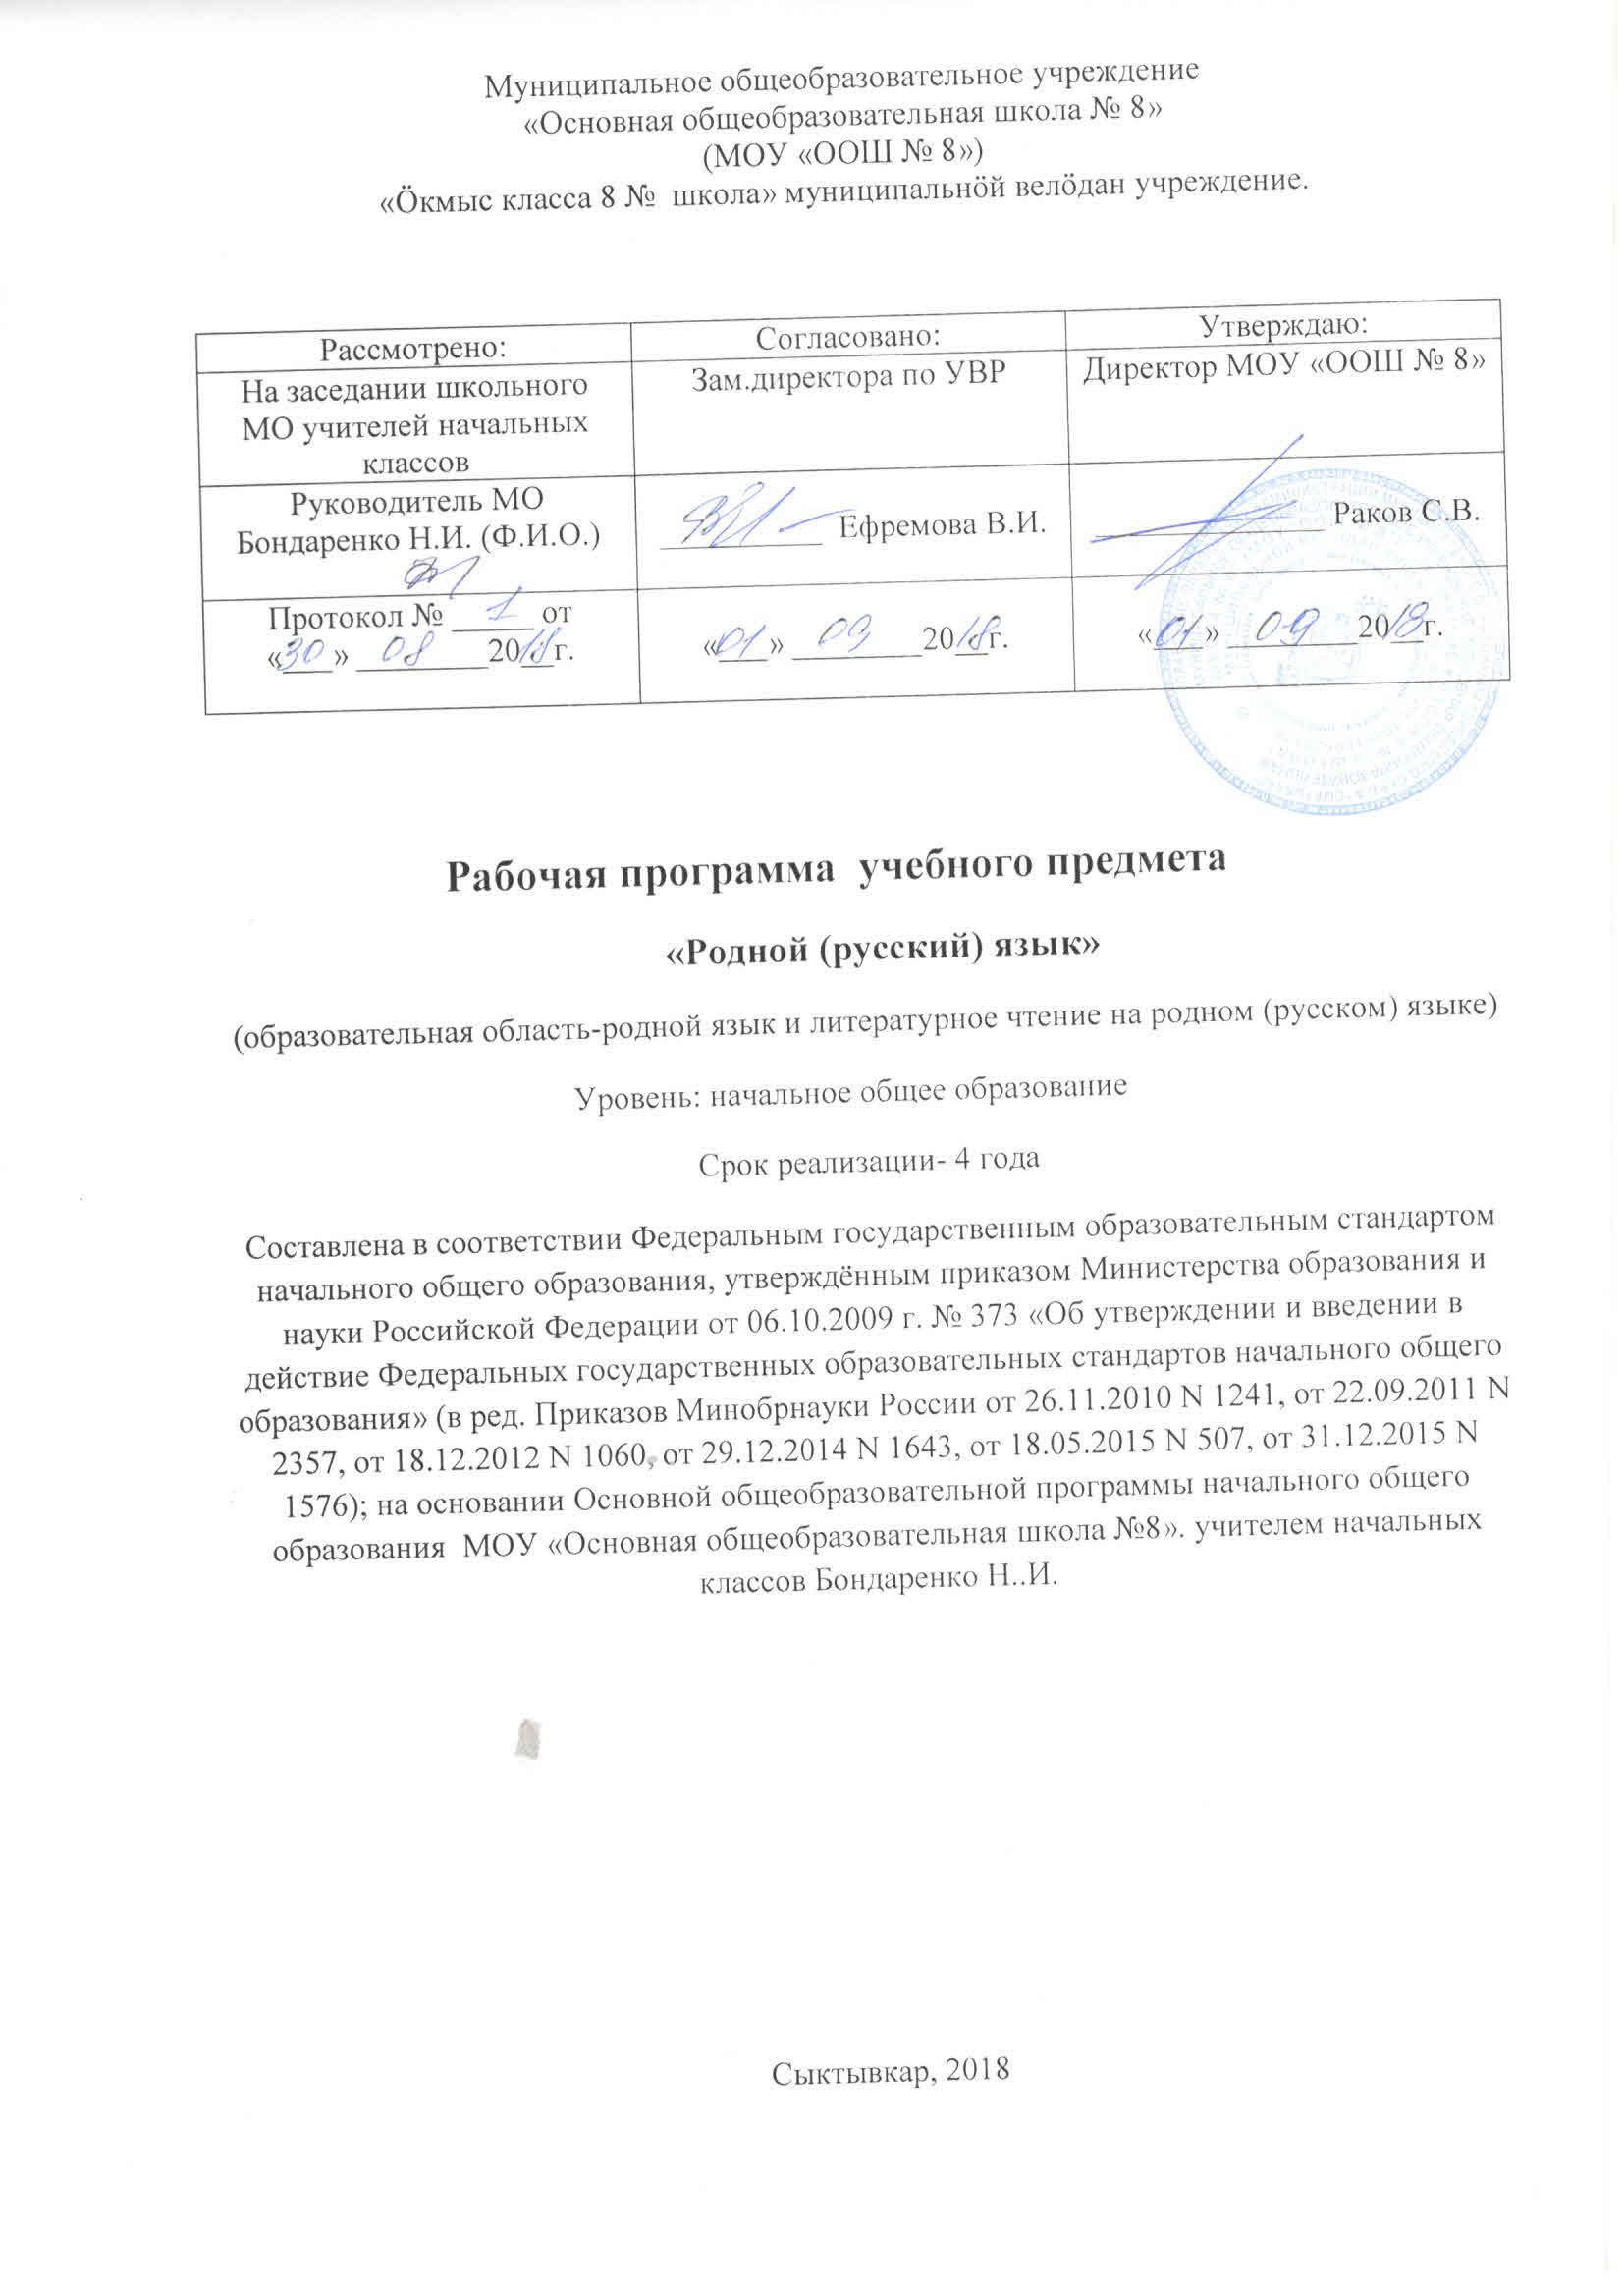 Муниципальное общеобразовательное учреждение
«Основная общеобразовательная школа № 8»
(МОУ «ООШ № 8»)
«Öкмыс класса 8 № школа» муниципальнöй велöдан учреждение.
Рассмотрено:
Согласовано:
Утверждаю:
На заседании школьного
МО учителей начальных
классов
Зам.директора по УВР
Директор МОУ «ООШ № 8»
Руководитель МО
Бондаренко Н.И. (Ф.И.О.)
__________ Ефремова В.И.
______________ Раков С.В.
Протокол № 1 от
«30» 08 2018г.
«01» 09 2018г.
«01» 09 2018г.
Рабочая программа учебного предмета
«Родной (русский) язык»
(образовательная область-родной язык и литературное чтение на родном (русском) языке)
Уровень: начальное общее образование
Срок реализации- 4 года
Составлена в соответствии Федеральным государственным образовательным стандартом
начального общего образования, утверждённым приказом Министерства образования и
науки Российской Федерации от 06.10.2009 г. № 373 «Об утверждении и введении в
действие Федеральных государственных образовательных стандартов начального общего
образования» (в ред. Приказов Минобрнауки России от 26.11.2010 N 1241, от 22.09.2011 N
2357, от 18.12.2012 N 1060, от 29.12.2014 N 1643, от 18.05.2015 N 507, от 31.12.2015 N
1576); на основании Основной общеобразовательной программы начального общего
образования МОУ «Основная общеобразовательная школа №8». учителем начальных
классов Бондаренко Н..И.
Сыктывкар, 2018